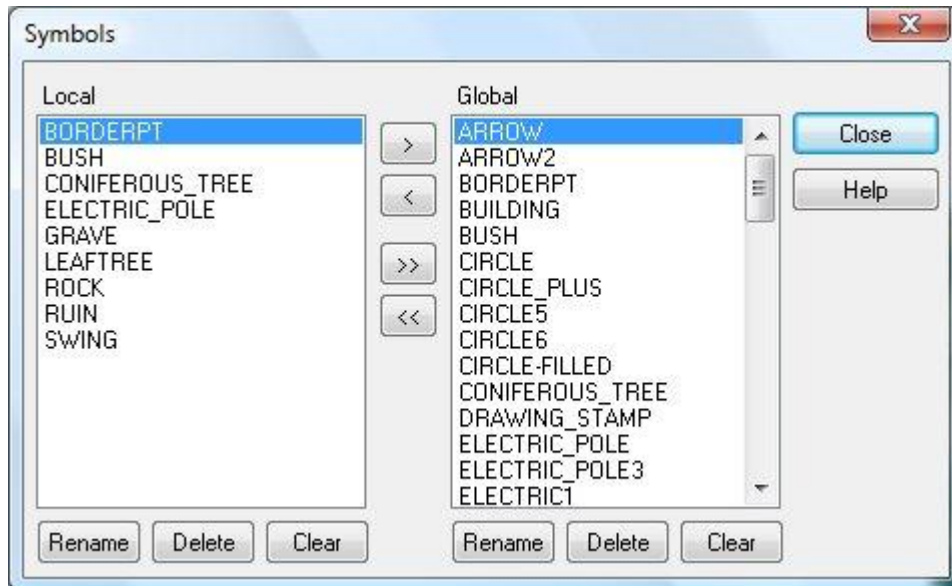 Symbols
Local
BORDERPT
BUSH
CONIFEROUS_TREE
ELECTRIC_POLE
GRAVE
LEAFTREE
ROCK
RUIN
SWING
Rename Delete Clear
>
<
>>
<<
Global
ARROW
ARROW2
BORDERPT
BUILDING
BUSH
CIRCLE
CIRCLE_PLUS
CIRCLE5
CIRCLE6
CIRCLE-FILLED
CONIFEROUS_TREE
DRAWING_STAMP
ELECTRIC_POLE
ELECTRIC_POLE3
ELECTRIC1
Rename Delete Clear
Close
Help